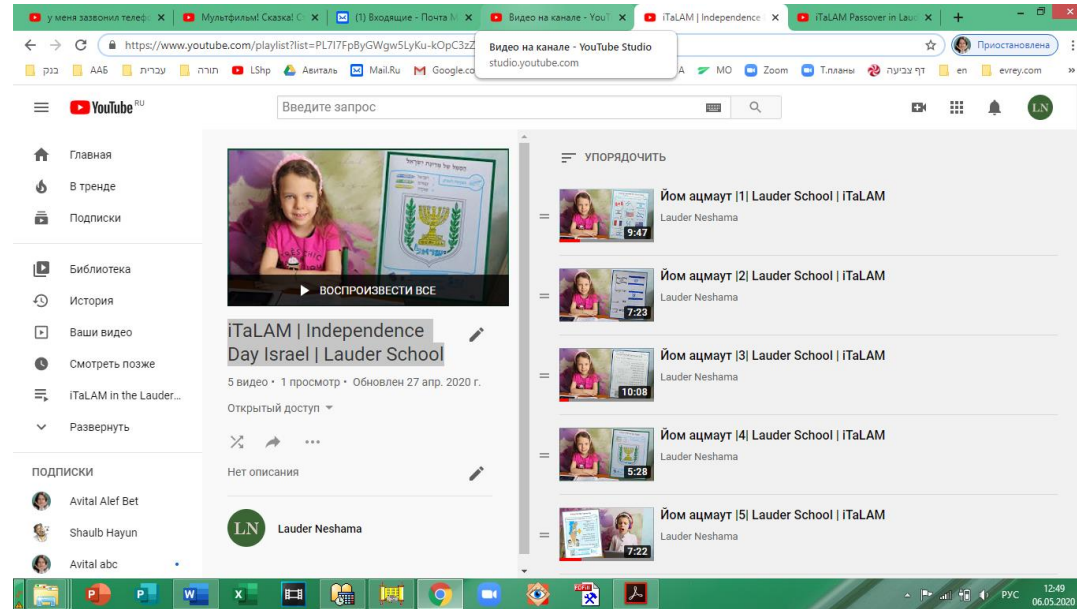 у меня зазвонил телефо
Мультфильм! Сказка! С
(1) Входящие - Почта M
Видео на канале - YouT
iTaLAM | Independence
iTaLAM Passover in Laud
https://www.youtube.com/playlist?list=PL7I7FpByGWgw5LyKu-kOpC3zZ
Видео на канале - YouTube Studio
studio.youtube.com
Приостановлена
בנק
ААБ
עברית
תורה
LShp
Авиталь
Mail.Ru
Google.co
МО
Zoom
Т.планы
דף צביעה
en
evrey.com
YouTube RU
Введите запрос
LN
Главная
В тренде
Подписки
Библиотека
История
Ваши видео
Смотреть позже
iTaLAM in the Lauder...
Развернуть
ПОДПИСКИ
Avital Alef Bet
Shaulb Hayun
Avital abc
ВОСПРОИЗВЕСТИ ВСЕ
iTaLAM | Independence
Day Israel | Lauder School
5 видео • 1 просмотр • Обновлен 27 апр. 2020 г.
Открытый доступ
Нет описания
LN
Lauder Neshama
УПОРЯДОЧИТЬ
9:47
Йом ацмаут |1| Lauder School | iTaLAM
Lauder Neshama
7:23
Йом ацмаут |2| Lauder School | iTaLAM
Lauder Neshama
10:08
Йом ацмаут |3| Lauder School | iTaLAM
Lauder Neshama
5:28
Йом ацмаут |4| Lauder School | iTaLAM
Lauder Neshama
7:22
Йом ацмаут |5| Lauder School | iTaLAM
Lauder Neshama
РУС
12:49
06.05.2020